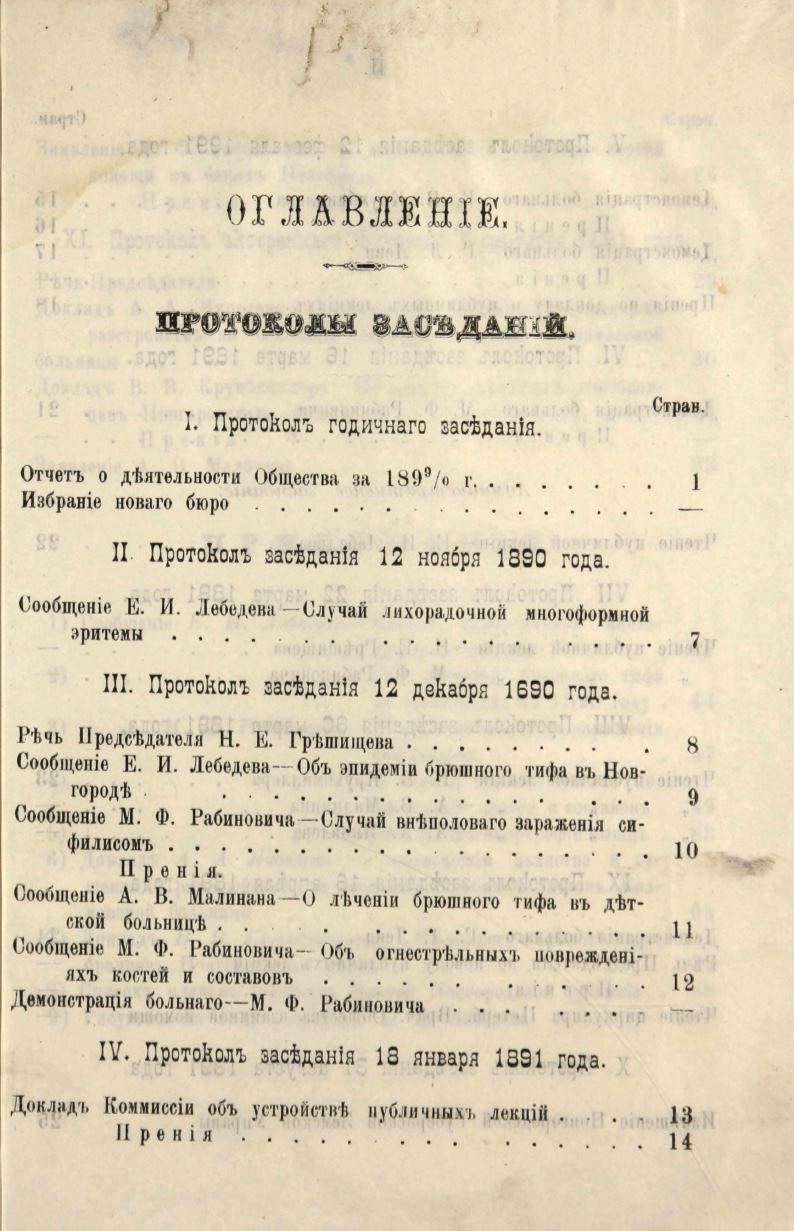 ОГЛАВЛЕНІЕ.
ПРОТОКОЛЫ ЗАСѢДАНІЙ.
Стран.
I. Протоколъ годичнаго засѣданія.
Отчетъ о дѣятельности Общества за 189⁹/₀ г. . . . . . . . 1
Избраніе новаго бюро . . . . . . . . . . . . . . . . —
II. Протоколъ засѣданія 12 ноября 1890 года.
Сообщеніе Е. И. Лебедева—Случай лихорадочной многоформной
эритемы . . . . . . . . . . . . . . . . . . 7
III. Протоколъ засѣданія 12 декабря 1690 года.
Рѣчь Предсѣдателя Н. Е. Грѣшищева . . . . . . . . . . 8
Сообщеніе Е. И. Лебедева—Объ эпидеміи брюшного тифа въ Нов-
городѣ . . . . . . . . . . . . . . . . . . 9
Сообщеніе М. Ф. Рабиновича—Случай внѣполоваго зараженія си-
филисомъ . . . . . . . . . . . . . . . . . . 10
Пренія.
Сообщеніе А. В. Малинана—О лѣченіи брюшного тифа въ дѣт-
ской больницѣ . . . . . . . . . . . . . . 11
Сообщеніе М. Ф. Рабиновича—Объ огнестрѣльныхъ поврежденi-
яхъ костей и составовъ . . . . . . . . . . . . 12
Демонстрація больнаго—М. Ф. Рабиновича . . . . . . . —
IV. Протоколъ засѣданія 18 января 1891 года.
Докладъ Коммиссіи объ устройствѣ публичныхъ лекцій . . . . 13
Пренія . . . . . . . . . . . . . . . 14